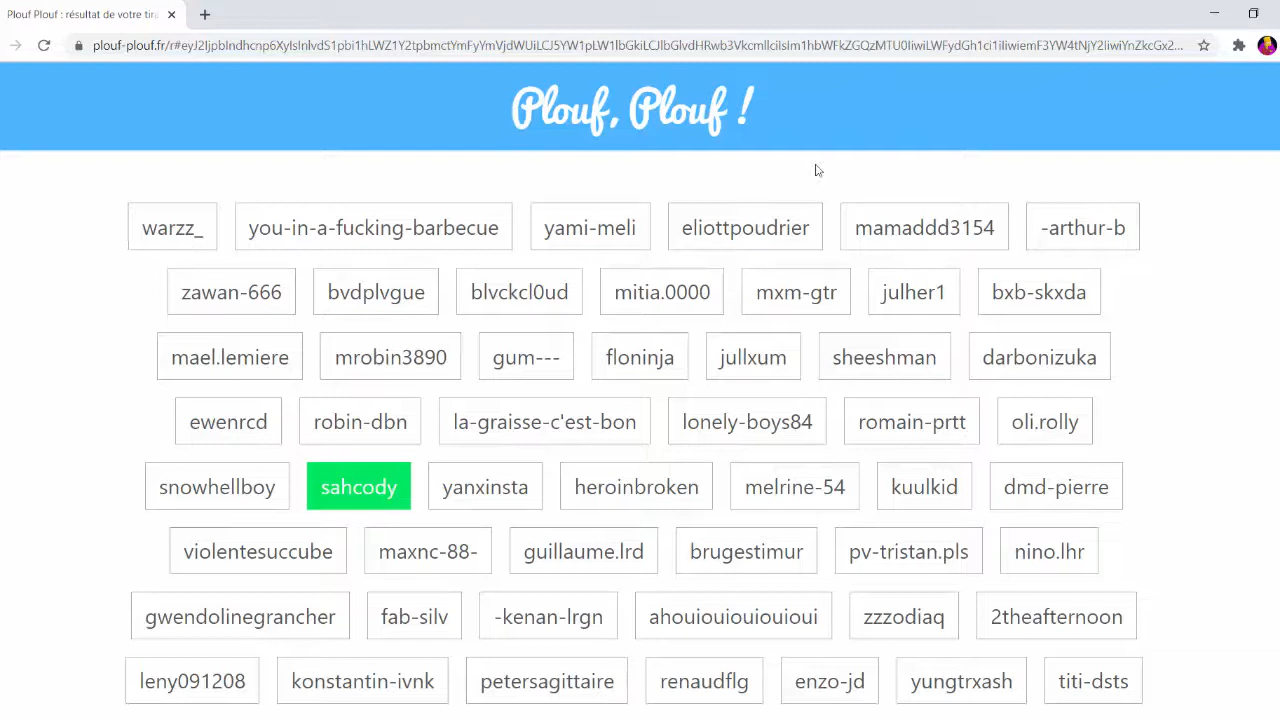 Plouf Plouf : résultat de votre tira
plouf-plouf.fr
Plouf, Plouf !
warzz_ you-in-a-fucking-barbecue yami-meli eliottpoudrier mamaddd3154 -arthur-b
zawan-666 bvdplvgue blvckcl0ud mitia.0000 mxm-gtr julher1 bxb-skxda
mael.lemiere mrobin3890 gum--- floninja jullxum sheeshman darbonizuka
ewenrcd robin-dbn la-graisse-c'est-bon lonely-boys84 romain-prtt oli.rolly
snowhellboy sahcody yanxinsta heroinbroken melrine-54 kuulkid dmd-pierre
violentesuccube maxnc-88- guillaume.lrd brugestimur pv-tristan.pls nino.lhr
gwendolinegrancher fab-silv -kenan-lrgn ahouiouiouiouioui zzzodiaq 2theafternoon
leny091208 konstantin-ivnk petersagittaire renaudflg enzo-jd yungtrxash titi-dsts